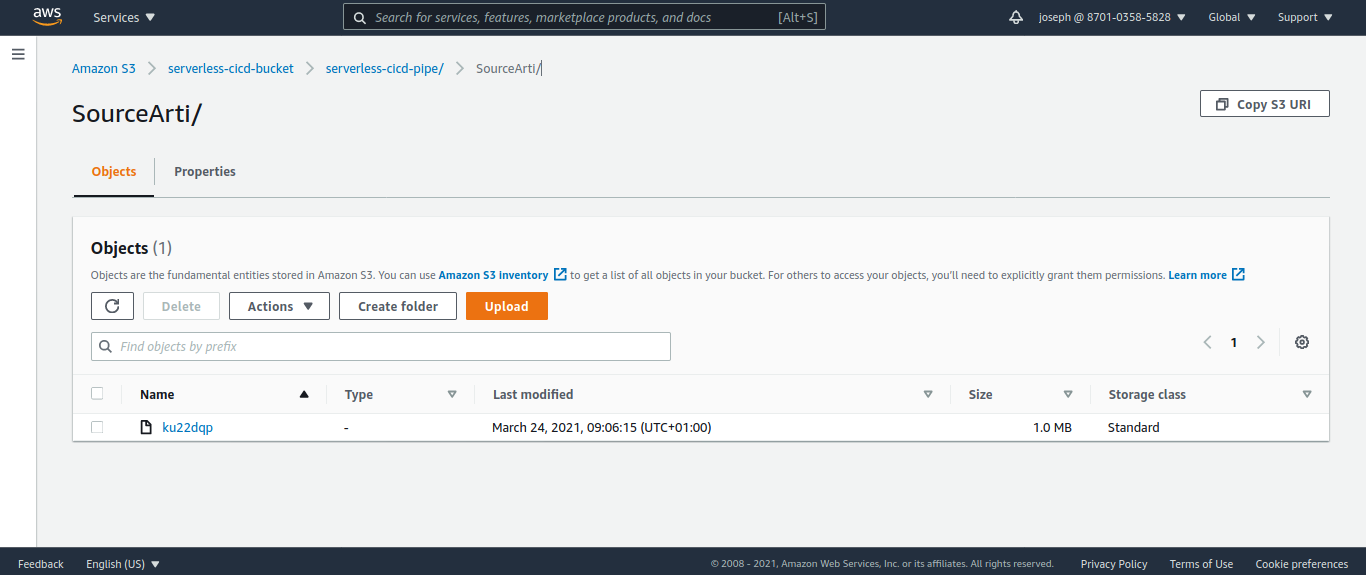 aws Services Search for services, features, marketplace products, and docs [Alt+S] joseph @ 8701-0358-5828 Global Support
Amazon S3 serverless-cicd-bucket serverless-cicd-pipe/ SourceArti/
SourceArti/
Copy S3 URI
Objects Properties
Objects (1)
Objects are the fundamental entities stored in Amazon S3. You can use Amazon S3 inventory to get a list of all objects in your bucket. For others to access your objects, you'll need to explicitly grant them permissions. Learn more
Delete Actions Create folder Upload
Find objects by prefix 1
Name Type Last modified Size Storage class
ku22dqp - March 24, 2021, 09:06:15 (UTC+01:00) 1.0 MB Standard
Feedback English (US) © 2008 - 2021, Amazon Web Services, Inc. or its affiliates. All rights reserved. Privacy Policy Terms of Use Cookie preferences